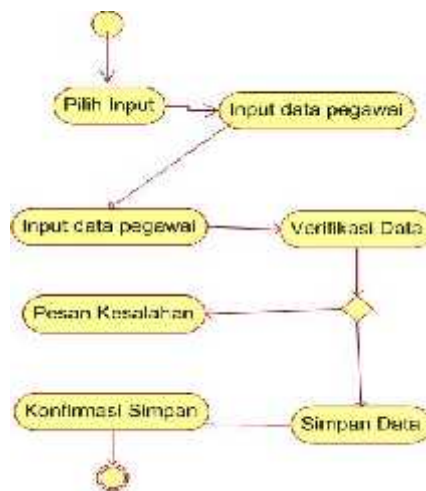 Pilih Input
Input data pegawai
Input data pegawai
Verifikasi Data
Pesan Kesalahan
Konfirmasi Simpan
Simpan Data